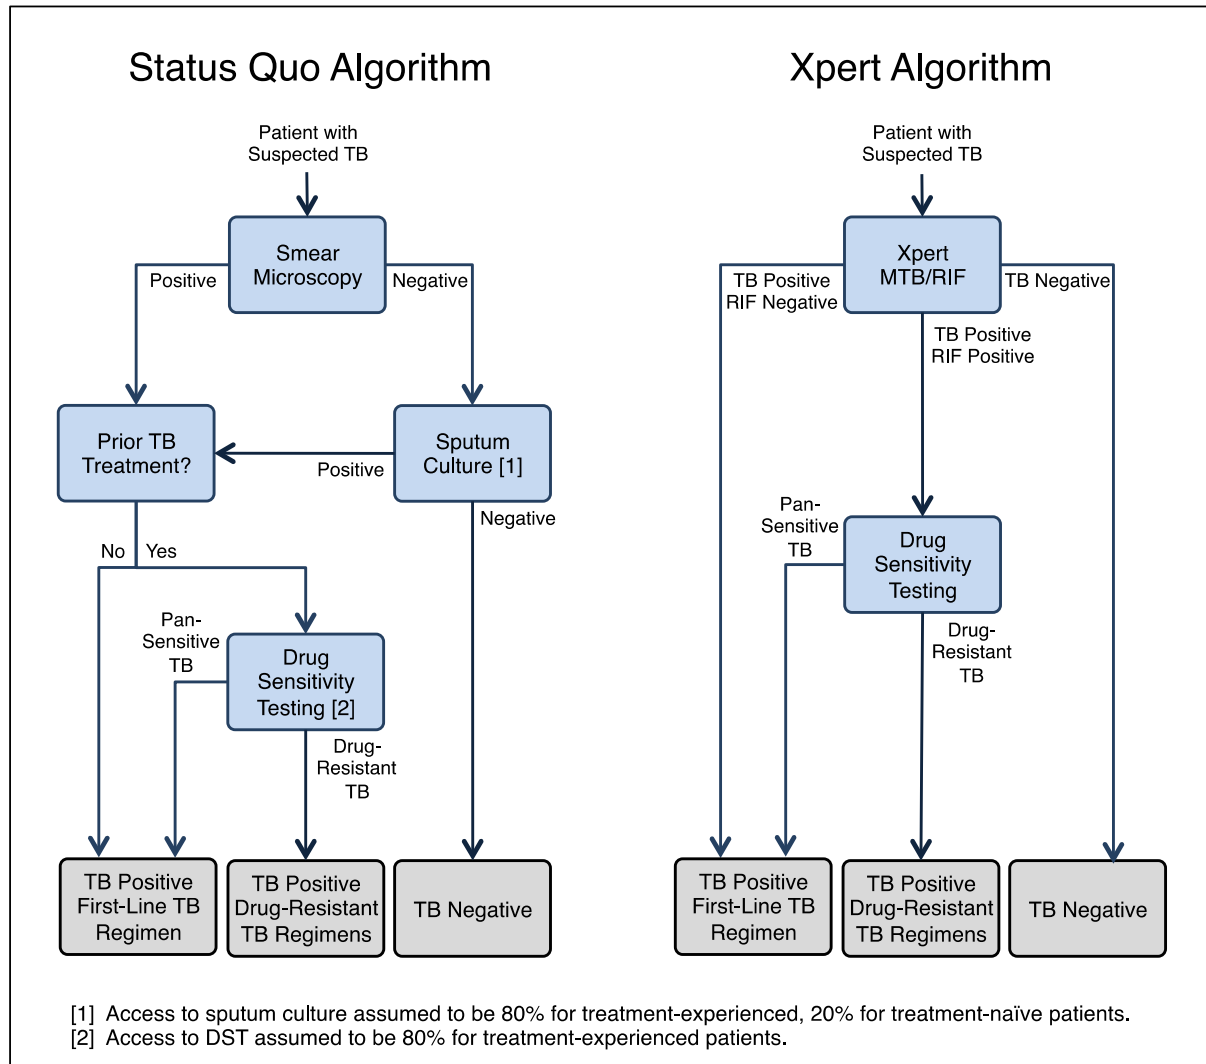 Status Quo Algorithm
Patient with
Suspected TB
Smear
Microscopy
Positive
Negative
Prior TB
Treatment?
Sputum
Culture [1]
Positive
Negative
No
Yes
Pan-
Sensitive
TB
Drug
Sensitivity
Testing [2]
Drug-
Resistant
TB
TB Positive
First-Line TB
Regimen
TB Positive
Drug-Resistant
TB Regimens
TB Negative
Xpert Algorithm
Patient with
Suspected TB
Xpert
MTB/RIF
TB Positive
RIF Negative
TB Negative
TB Positive
RIF Positive
Pan-
Sensitive
TB
Drug
Sensitivity
Testing
Drug-
Resistant
TB
TB Positive
First-Line TB
Regimen
TB Positive
Drug-Resistant
TB Regimens
TB Negative
[1] Access to sputum culture assumed to be 80% for treatment-experienced, 20% for treatment-naïve patients.
[2] Access to DST assumed to be 80% for treatment-experienced patients.